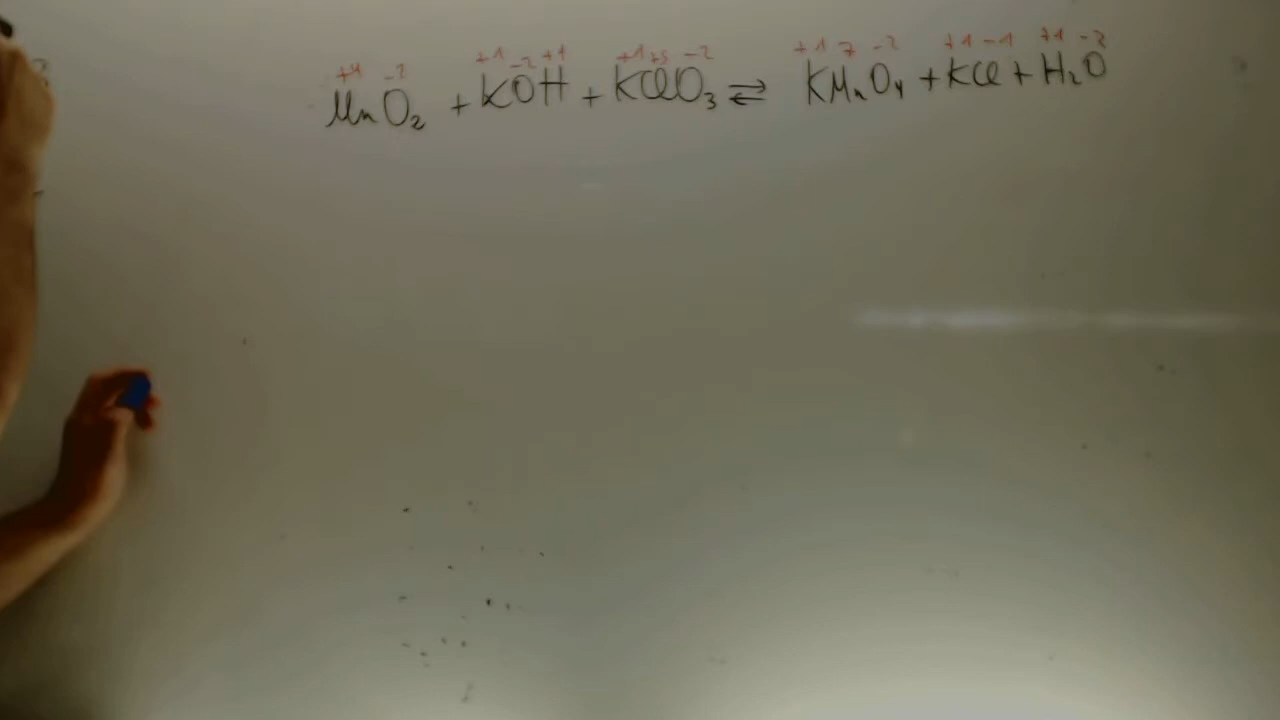 +4 -2 +1 -2 +1 +1 +5 -2 +1 7 -2 +1 -1 +1 -2
MnO₂ + KOH + KClO₃ ⇌ KMnO₄ + KCl + H₂O